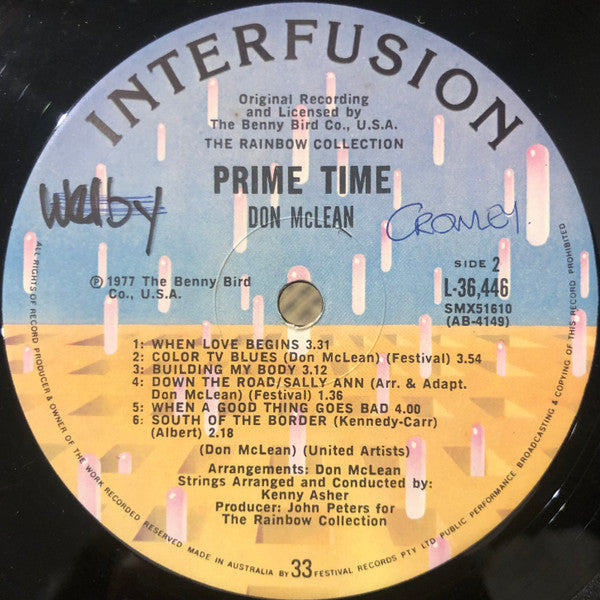 INTERFUSION
Original Recording
and Licensed by
The Benny Bird Co., U.S.A.
THE RAINBOW COLLECTION
PRIME TIME
DON McLEAN
Welby
CROWLEY.
℗ 1977 The Benny Bird
Co., U.S.A.
SIDE 2
L-36,446
SMX51610
(AB-4149)
1: WHEN LOVE BEGINS 3.31
2: COLOR TV BLUES (Don McLean) (Festival) 3.54
3: BUILDING MY BODY 3.12
4: DOWN THE ROAD/SALLY ANN (Arr. & Adapt.
Don McLean) (Festival) 1.36
5: WHEN A GOOD THING GOES BAD 4.00
6: SOUTH OF THE BORDER (Kennedy-Carr)
(Albert) 2.18
(Don McLean) (United Artists)
Arrangements: Don McLean
Strings Arranged and Conducted by:
Kenny Asher
Producer: John Peters for
The Rainbow Collection
33
ALL RIGHTS OF RECORD PRODUCER & OWNER OF THE WORK RECORDED RESERVED MADE IN AUSTRALIA BY FESTIVAL RECORDS PTY LTD PUBLIC PERFORMANCE BROADCASTING & COPYING OF THIS RECORD PROHIBITED